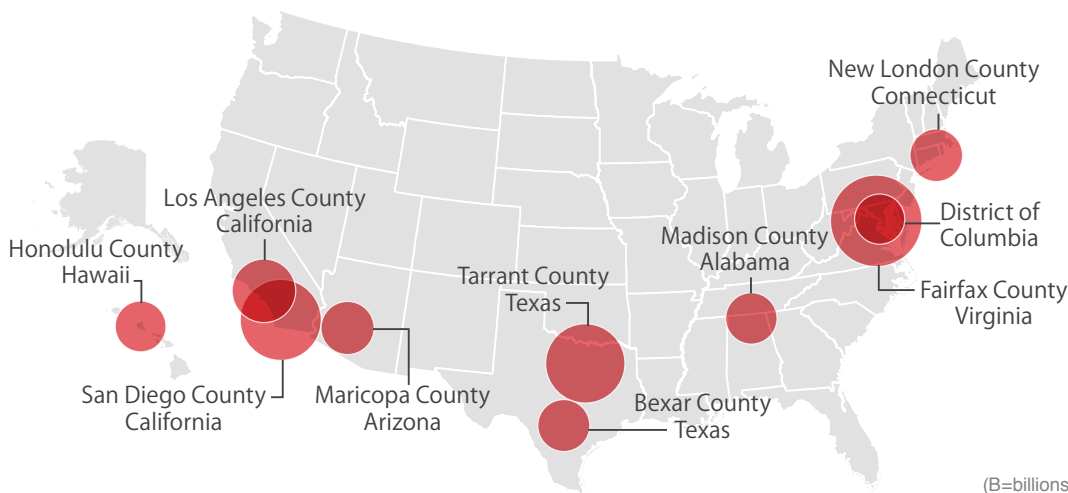 New London County
Connecticut
Los Angeles County
California
Honolulu County
Hawaii
District of
Columbia
Madison County
Alabama
Tarrant County
Texas
Fairfax County
Virginia
San Diego County
California
Maricopa County
Arizona
Bexar County
Texas
(B=billions